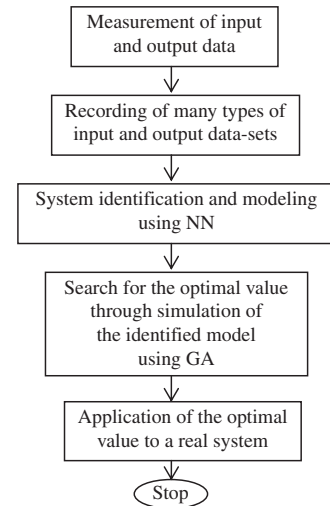 Measurement of input
and output data
Recording of many types of
input and output data-sets
System identification and modeling
using NN
Search for the optimal value
through simulation of
the identified model
using GA
Application of the optimal
value to a real system
Stop